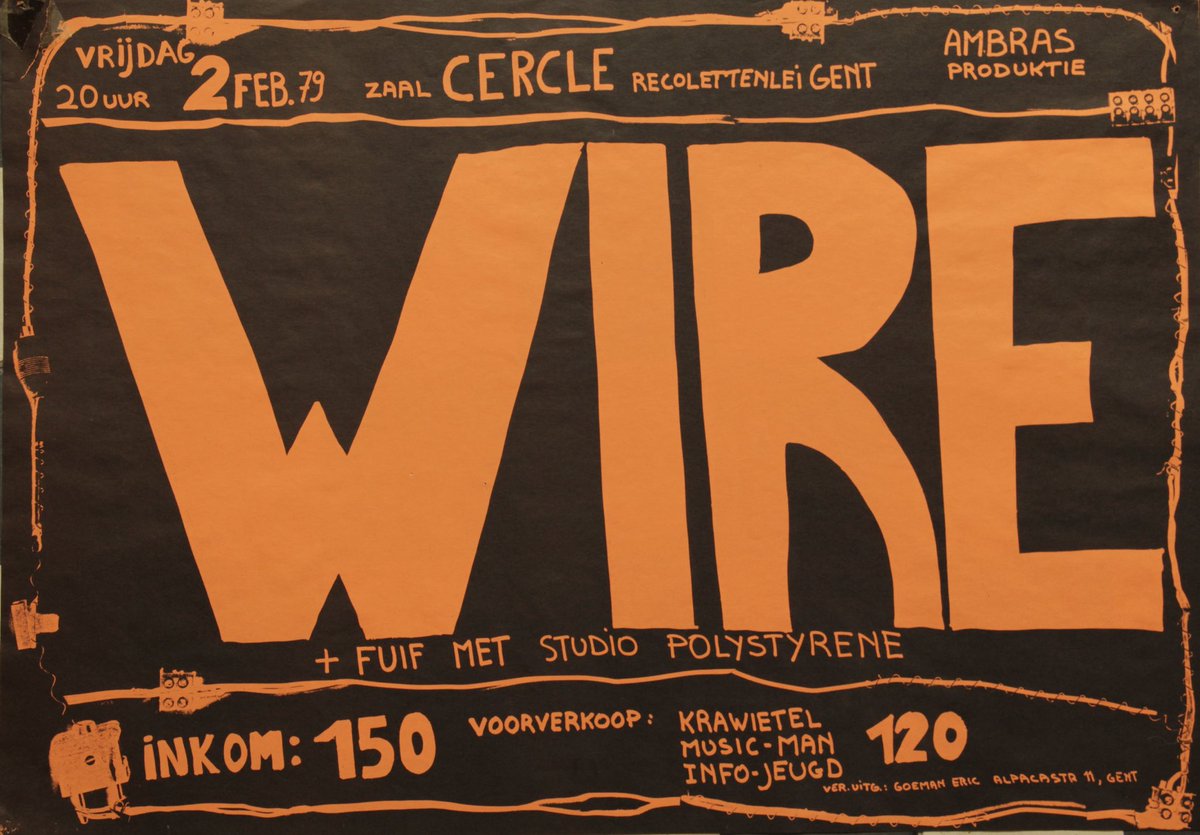 VRIJDAG
20 UUR 2 FEB. 79 ZAAL CERCLE RECOLETTENLEI GENT
AMBRAS
PRODUKTIE
WIRE
+ FUIF MET STUDIO POLYSTYRENE
INKOM: 150
VOORVERKOOP: KRAWIETEL
MUSIC-MAN
INFO-JEUGD
120
VER.UITG.: GOEMAN ERIC ALPACASTR 11, GENT